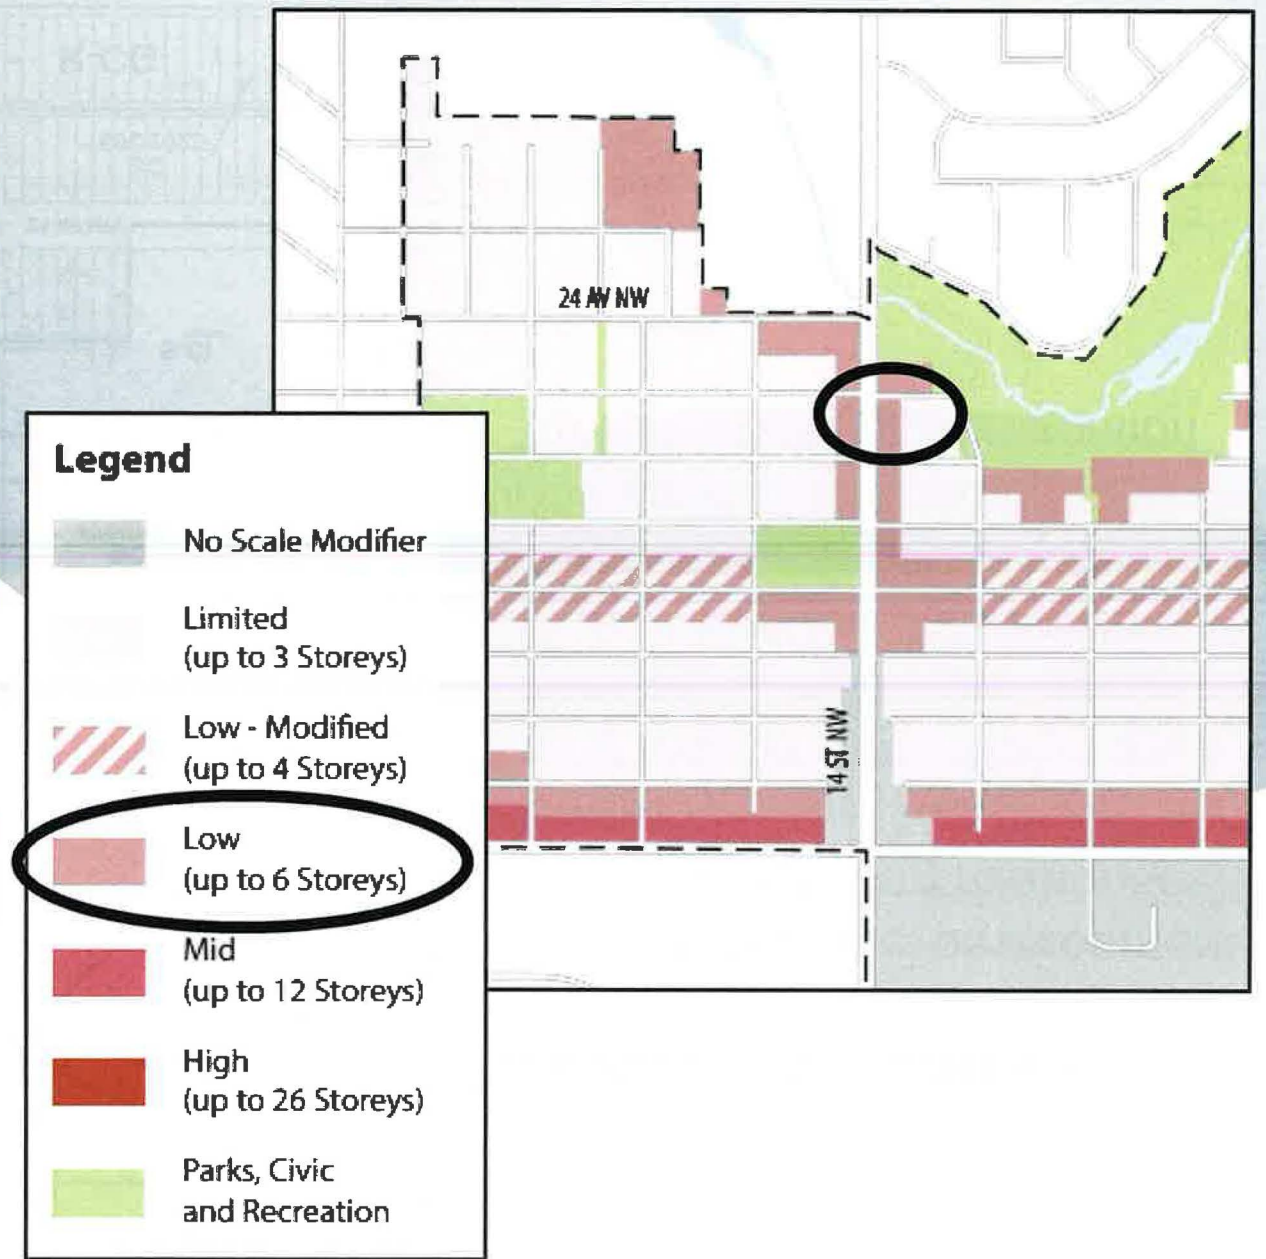 24 AV NW
14 ST NW
Legend
No Scale Modifier
Limited
(up to 3 Storeys)
Low - Modified
(up to 4 Storeys)
Low
(up to 6 Storeys)
Mid
(up to 12 Storeys)
High
(up to 26 Storeys)
Parks, Civic
and Recreation